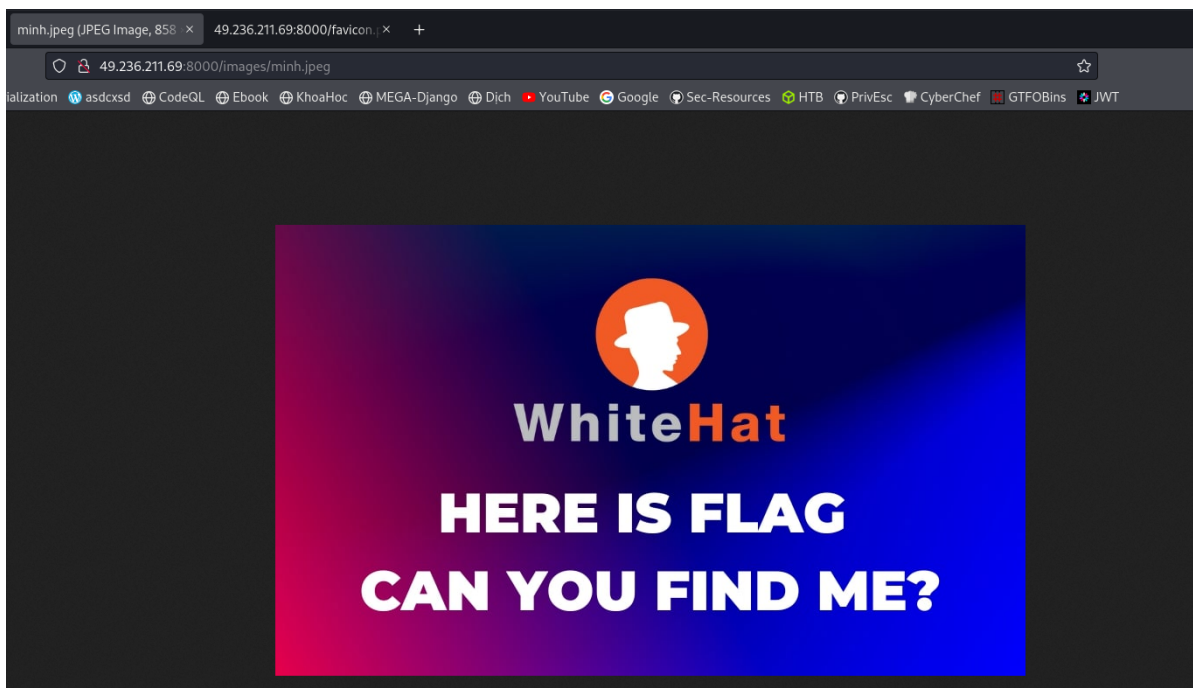 minh.jpeg (JPEG Image, 858 × 49.236.211.69:8000/favicon. × +
49.236.211.69:8000/images/minh.jpeg
ialization asdcxsd CodeQL Ebook KhoaHoc MEGA-Django Dịch YouTube Google Sec-Resources HTB PrivEsc CyberChef GTFOBins JWT
WhiteHat
HERE IS FLAG
CAN YOU FIND ME?